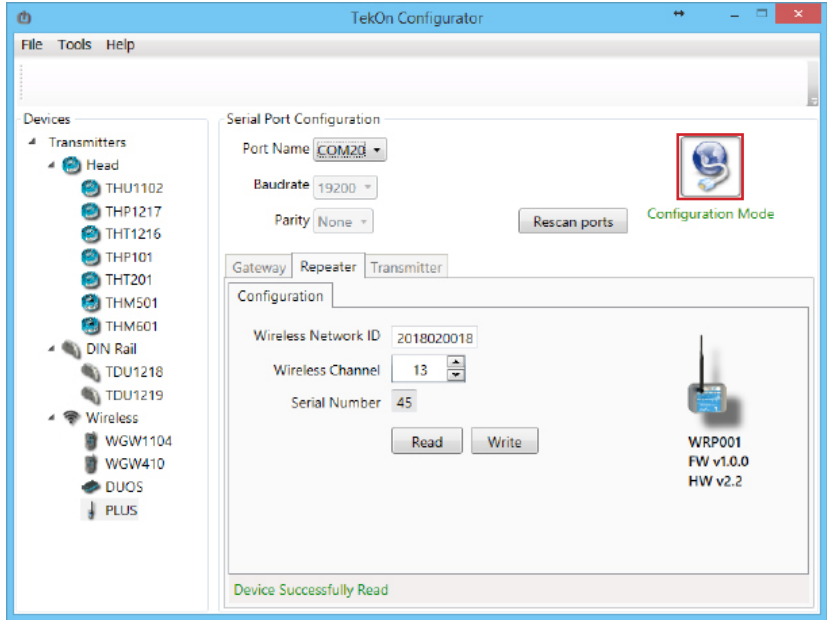 TekOn Configurator
File Tools Help
Devices
Transmitters
Head
THU1102
THP1217
THT1216
THP101
THT201
THM501
THM601
DIN Rail
TDU1218
TDU1219
Wireless
WGW1104
WGW410
DUOS
PLUS
Serial Port Configuration
Port Name COM20
Baudrate 19200
Parity None
Rescan ports
Configuration Mode
Gateway Repeater Transmitter
Configuration
Wireless Network ID 2018020018
Wireless Channel 13
Serial Number 45
Read Write
WRP001
FW v1.0.0
HW v2.2
Device Successfully Read